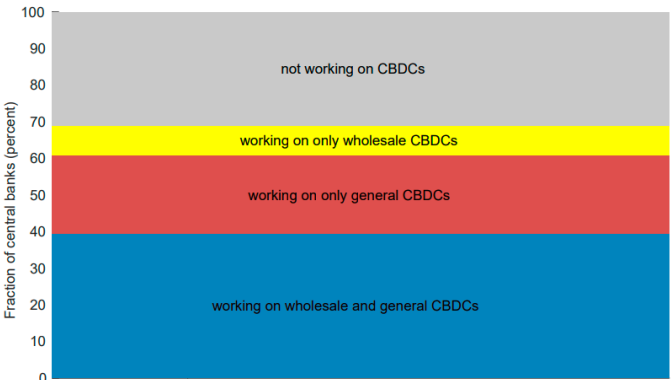 100
90
80
70
60
50
40
30
20
10
0
Fraction of central banks (percent)
not working on CBDCs
working on only wholesale CBDCs
working on only general CBDCs
working on wholesale and general CBDCs